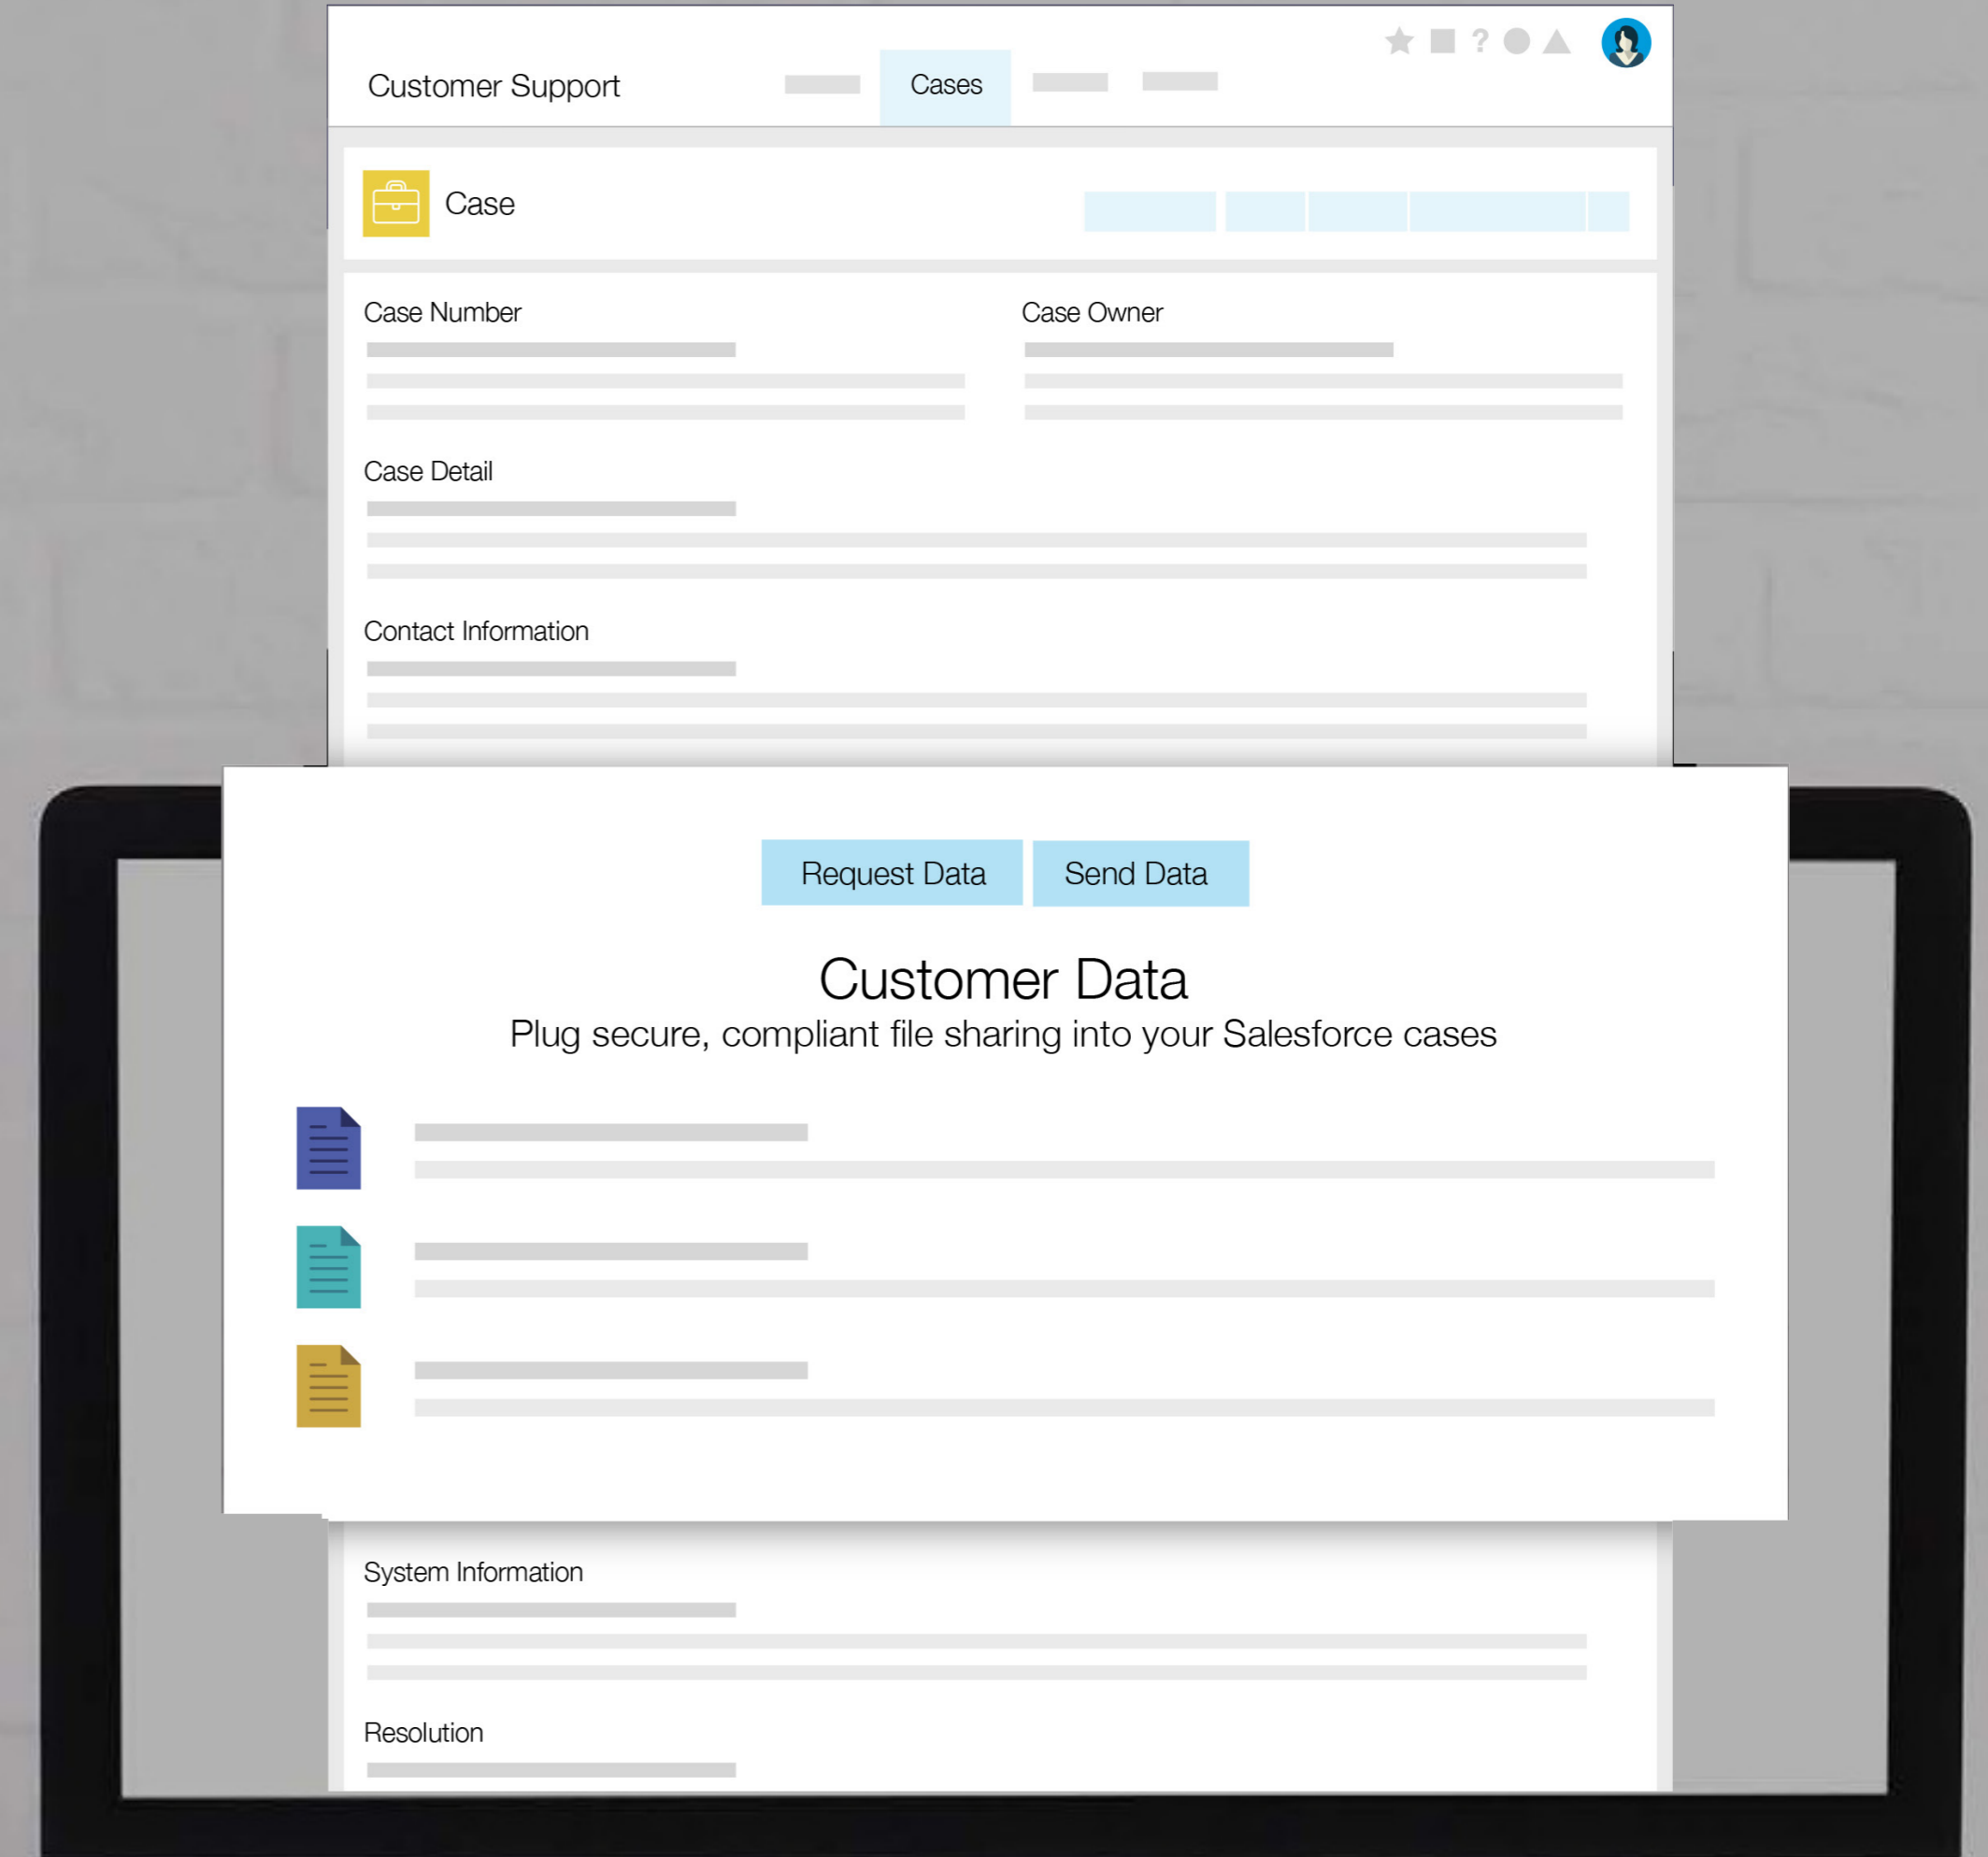 Customer Support
Cases
?
Case
Case Number
Case Owner
Case Detail
Contact Information
Request Data
Send Data
Customer Data
Plug secure, compliant file sharing into your Salesforce cases
System Information
Resolution